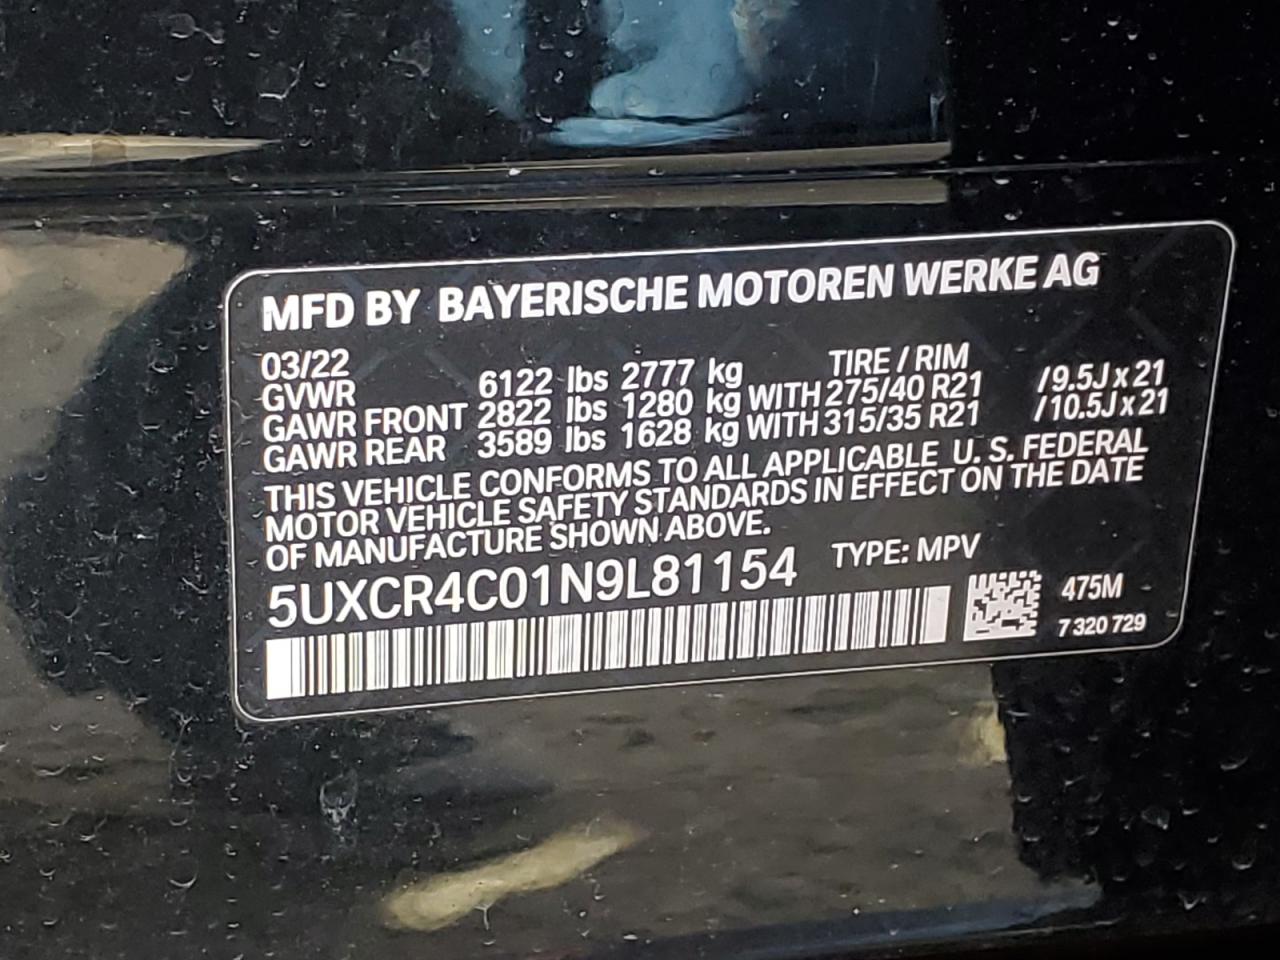 MFD BY BAYERISCHE MOTOREN WERKE AG
03/22 TIRE / RIM
GVWR 6122 lbs 2777 kg
GAWR FRONT 2822 lbs 1280 kg WITH 275/40 R21 /9.5J x 21
GAWR REAR 3589 lbs 1628 kg WITH 315/35 R21 /10.5J x 21
THIS VEHICLE CONFORMS TO ALL APPLICABLE U. S. FEDERAL
MOTOR VEHICLE SAFETY STANDARDS IN EFFECT ON THE DATE
OF MANUFACTURE SHOWN ABOVE.
5UXCR4C01N9L81154 TYPE: MPV
475M
7 320 729